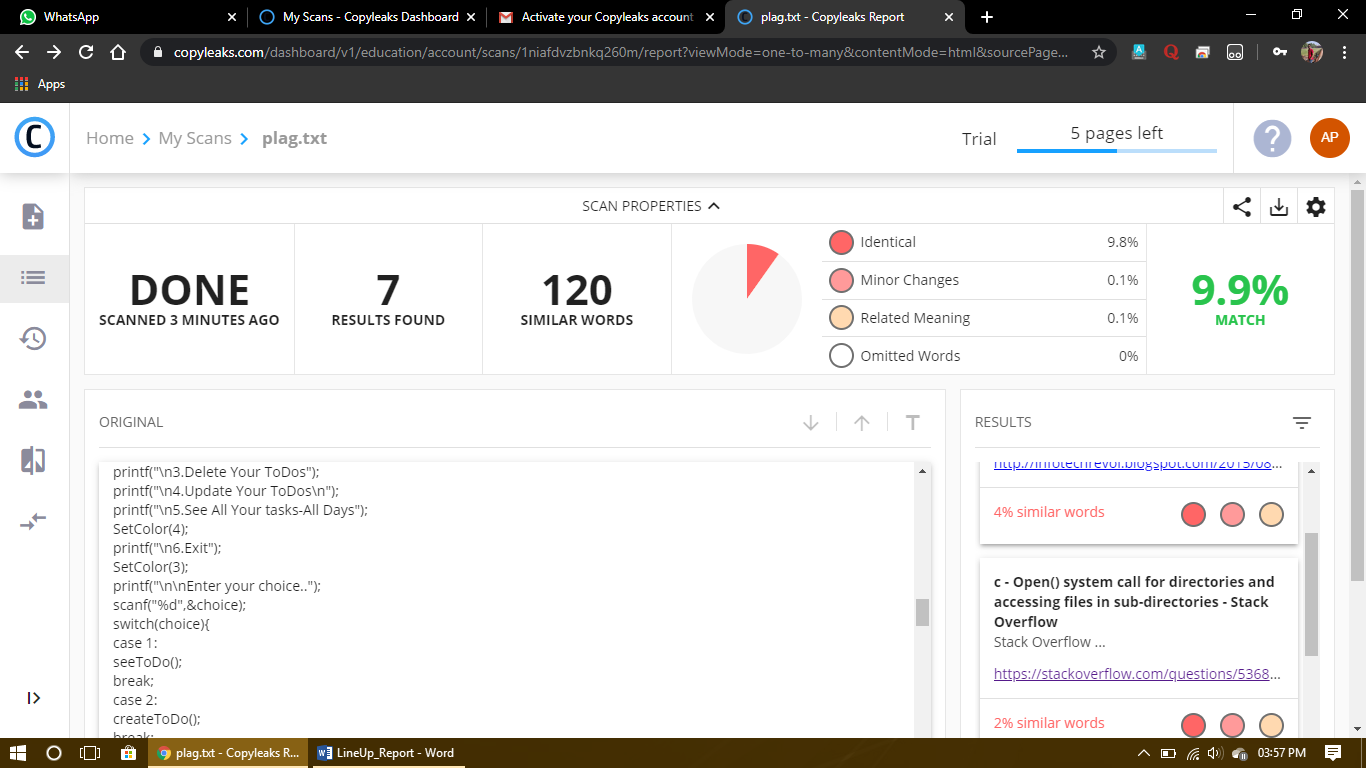 WhatsApp
My Scans - Copyleaks Dashboard
Activate your Copyleaks account
plag.txt - Copyleaks Report
copyleaks.com/dashboard/v1/education/account/scans/1niafdvzbnkq260m/report?viewMode=one-to-many&contentMode=html&sourcePage...
Apps
C
Home
My Scans
plag.txt
Trial
5 pages left
?
AP
SCAN PROPERTIES
DONE
SCANNED 3 MINUTES AGO
7
RESULTS FOUND
120
SIMILAR WORDS
Identical 9.8%
Minor Changes 0.1%
Related Meaning 0.1%
Omitted Words 0%
9.9%
MATCH
ORIGINAL
T
printf("\n3.Delete Your ToDos");
printf("\n4.Update Your ToDos\n");
printf("\n5.See All Your tasks-All Days");
SetColor(4);
printf("\n6.Exit");
SetColor(3);
printf("\n\nEnter your choice..");
scanf("%d",&choice);
switch(choice){
case 1:
seeToDo();
break;
case 2:
createToDo();
break;
RESULTS
http://infotechrevol.blogspot.com/2015/08...
4% similar words
c - Open() system call for directories and
accessing files in sub-directories - Stack
Overflow
Stack Overflow ...
https://stackoverflow.com/questions/5368...
2% similar words
plag.txt - Copyleaks R...
LineUp_Report - Word
03:57 PM